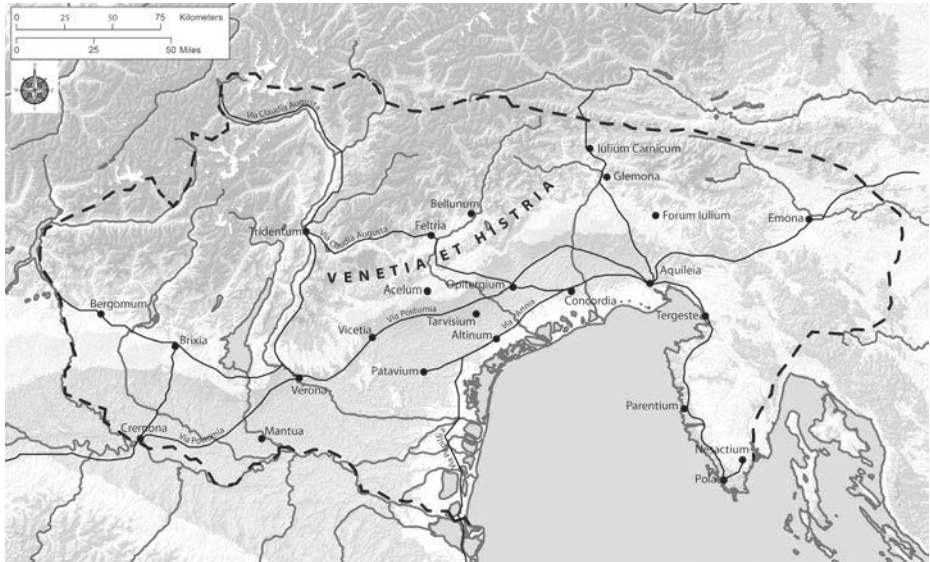 0 25 50 75 Kilometers
0 25 50 Miles
Via Claudia Augusta
Iulium Carnicum
Glemona
Bellunum
Forum Iulium
Emona
Tridentum
Via Claudia Augusta
Feltria
VENETIA ET HISTRIA
Aquileia
Opitergium
Acelum
Concordia
Bergomum
Via Postumia
Tarvisium
Via Annia
Tergeste
Vicetia
Altinum
Brixia
Patavium
Verona
Parentium
Cremona
Via Postumia
Mantua
Nesactium
Pola